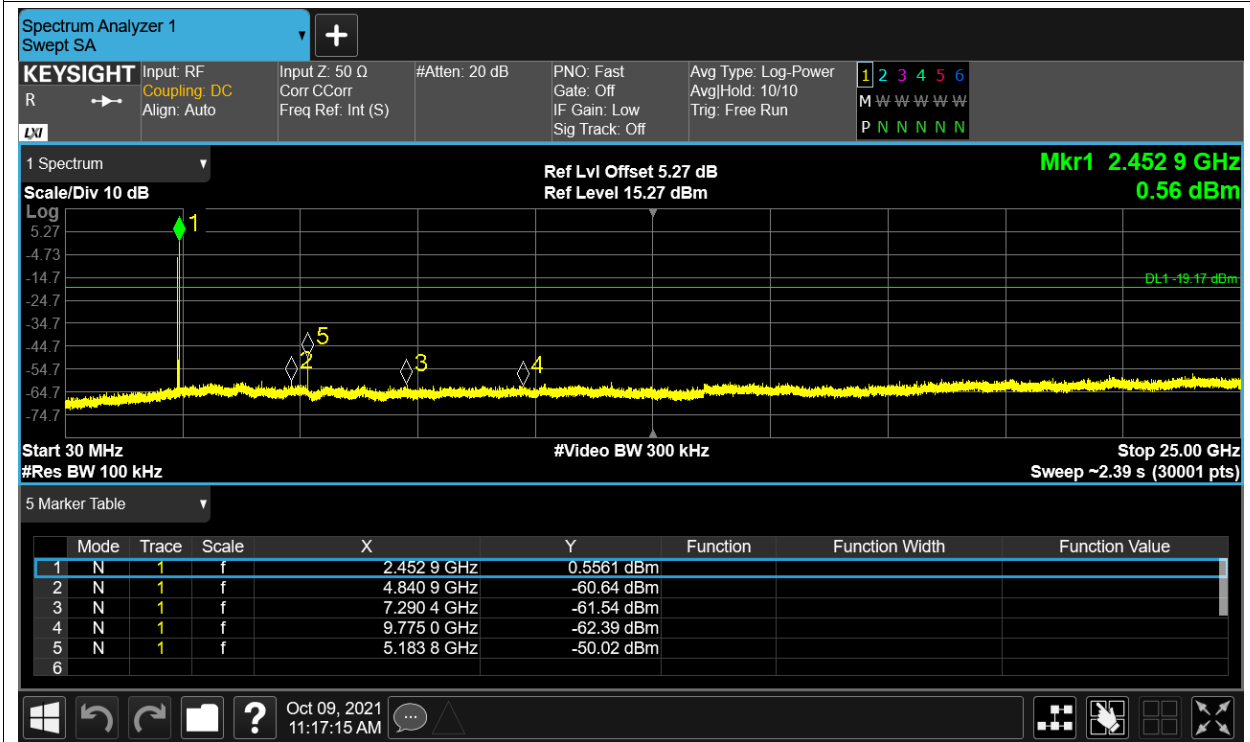 Spectrum Analyzer 1
Swept SA
KEYSIGHT Input: RF Input Z: 50 Ω #Atten: 20 dB PNO: Fast Avg Type: Log-Power 1 2 3 4 5 6
R Coupling: DC Corr CCorr Gate: Off Avg|Hold: 10/10 M W W W W W
Align: Auto Freq Ref: Int (S) IF Gain: Low Trig: Free Run
LXI Sig Track: Off P N N N N N
1 Spectrum Ref Lvl Offset 5.27 dB Mkr1 2.452 9 GHz
Scale/Div 10 dB Ref Level 15.27 dBm 0.56 dBm
Log
1
5.27
-4.73
-14.7 DL1 -19.17 dBm
-24.7
-34.7
5
-44.7
2 3 4
-54.7
-64.7
-74.7
Start 30 MHz #Video BW 300 kHz Stop 25.00 GHz
#Res BW 100 kHz Sweep ~2.39 s (30001 pts)
5 Marker Table
Mode Trace Scale X Y Function Function Width Function Value
1 N 1 f 2.452 9 GHz 0.5561 dBm
2 N 1 f 4.840 9 GHz -60.64 dBm
3 N 1 f 7.290 4 GHz -61.54 dBm
4 N 1 f 9.775 0 GHz -62.39 dBm
5 N 1 f 5.183 8 GHz -50.02 dBm
6
? Oct 09, 2021
11:17:15 AM